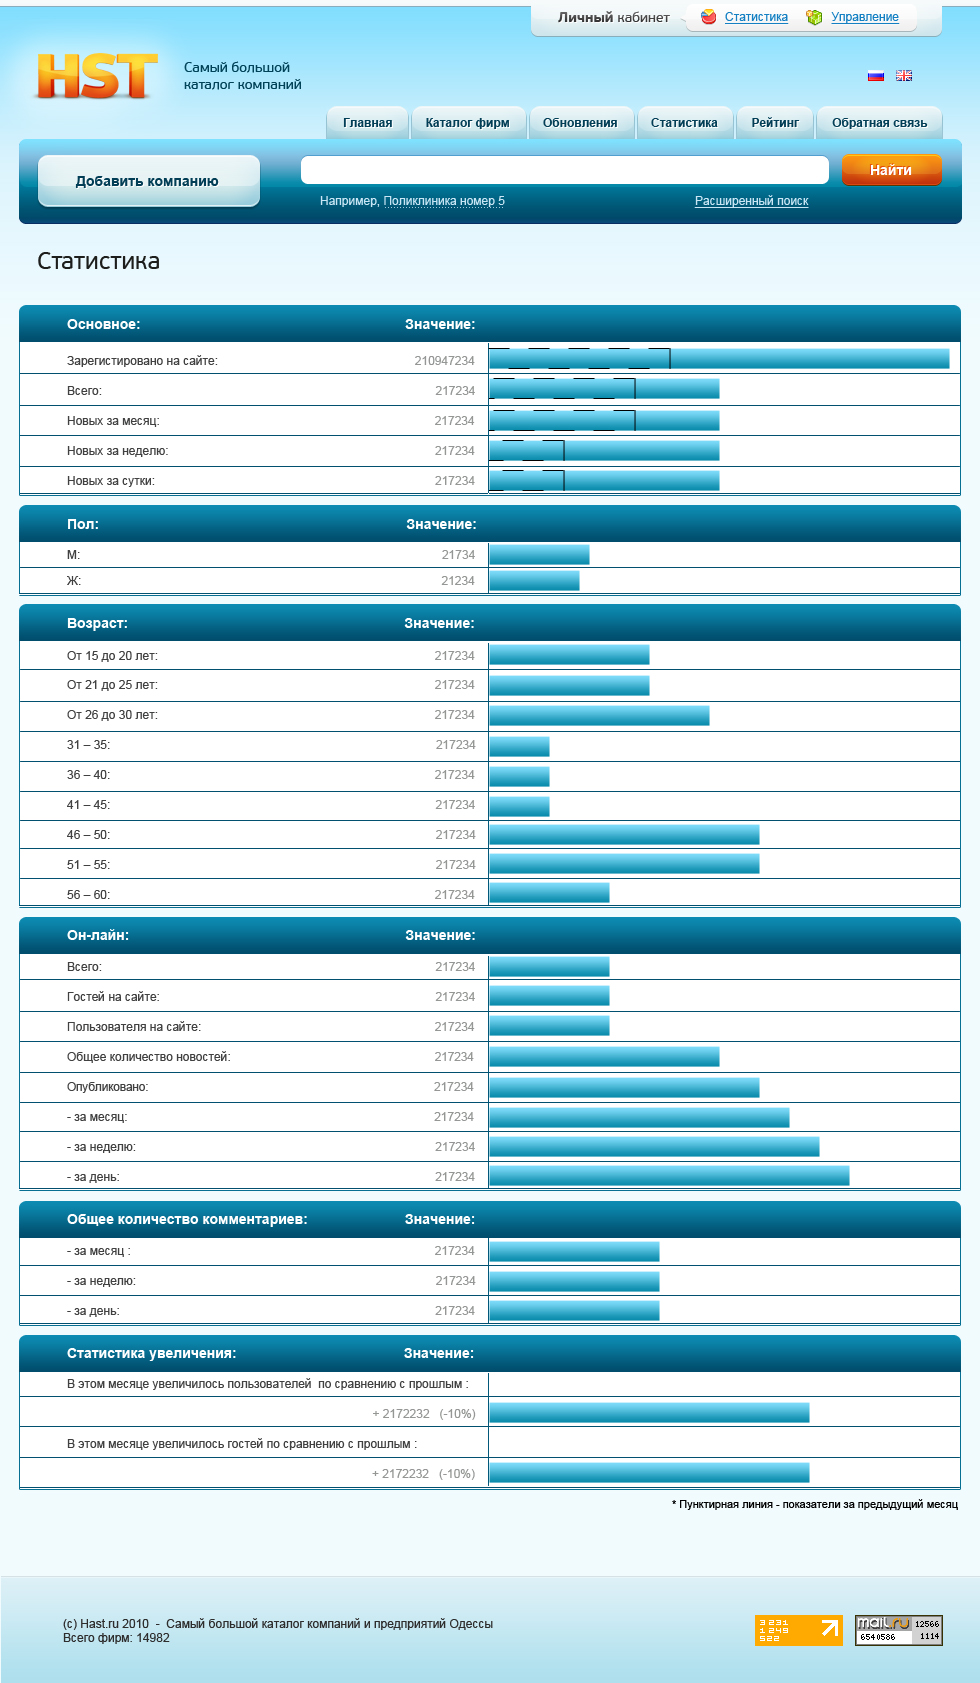 Личный кабинет Статистика Управление
HST
Самый большой
каталог компаний
Главная Каталог фирм Обновления Статистика Рейтинг Обратная связь
Добавить компанию Найти
Например, Поликлиника номер 5 Расширенный поиск
Статистика
Основное: Значение:
Зарегистрировано на сайте: 210947234
Всего: 217234
Новых за месяц: 217234
Новых за неделю: 217234
Новых за сутки: 217234
Пол: Значение:
М: 21734
Ж: 21234
Возраст: Значение:
От 15 до 20 лет: 217234
От 21 до 25 лет: 217234
От 26 до 30 лет: 217234
31 – 35: 217234
36 – 40: 217234
41 – 45: 217234
46 – 50: 217234
51 – 55: 217234
56 – 60: 217234
Он-лайн: Значение:
Всего: 217234
Гостей на сайте: 217234
Пользователя на сайте: 217234
Общее количество новостей: 217234
Опубликовано: 217234
- за месяц: 217234
- за неделю: 217234
- за день: 217234
Общее количество комментариев: Значение:
- за месяц : 217234
- за неделю: 217234
- за день: 217234
Статистика увеличения: Значение:
В этом месяце увеличилось пользователей по сравнению с прошлым :
+ 2172232 (-10%)
В этом месяце увеличилось гостей по сравнению с прошлым :
+ 2172232 (-10%)
* Пунктирная линия - показатели за предыдущий месяц
(с) Hast.ru 2010 - Самый большой каталог компаний и предприятий Одессы
Всего фирм: 14982
3 231
1 249
522
mail.ru 12566
6540586 1114